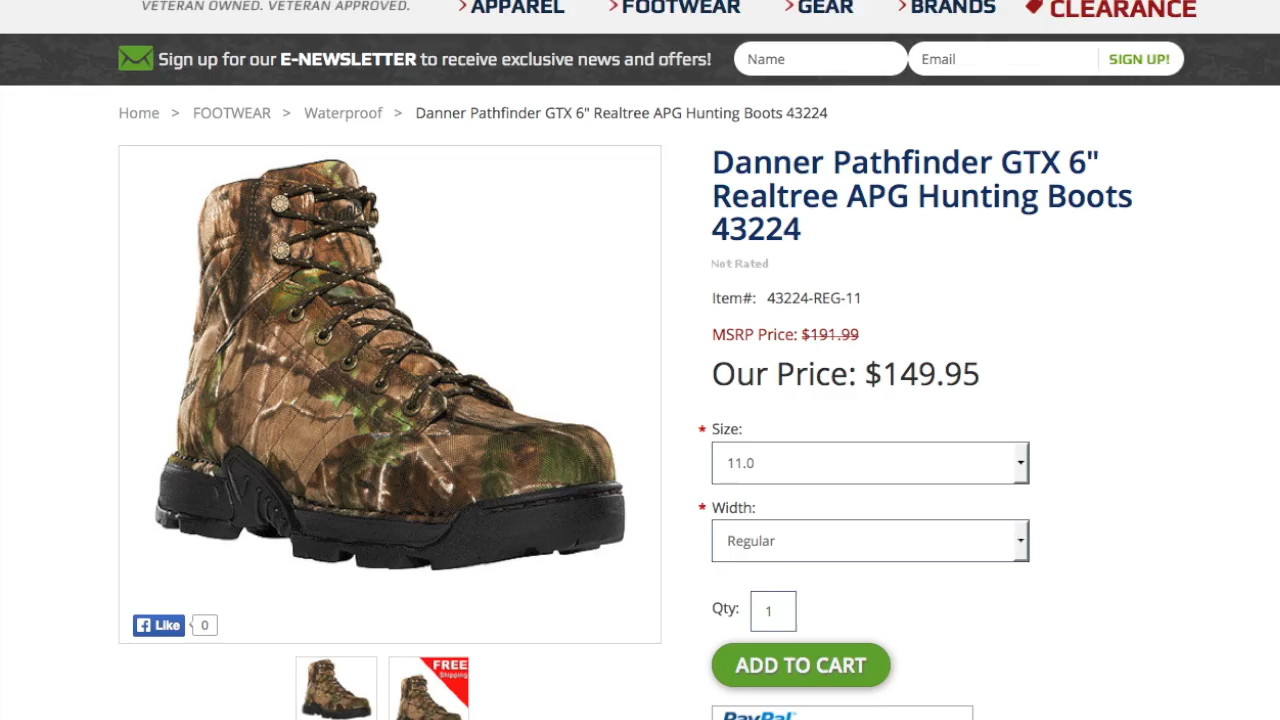 VETERAN OWNED. VETERAN APPROVED.
> APPAREL > FOOTWEAR > GEAR > BRANDS CLEARANCE
Sign up for our E-NEWSLETTER to receive exclusive news and offers! Name Email SIGN UP!
Home > FOOTWEAR > Waterproof > Danner Pathfinder GTX 6" Realtree APG Hunting Boots 43224
Danner Pathfinder GTX 6"
Realtree APG Hunting Boots
43224
Not Rated
Item#: 43224-REG-11
MSRP Price: $191.99
Our Price: $149.95
* Size:
11.0
* Width:
Regular
Qty: 1
ADD TO CART
PayPal
Like 0
FREE
Shipping